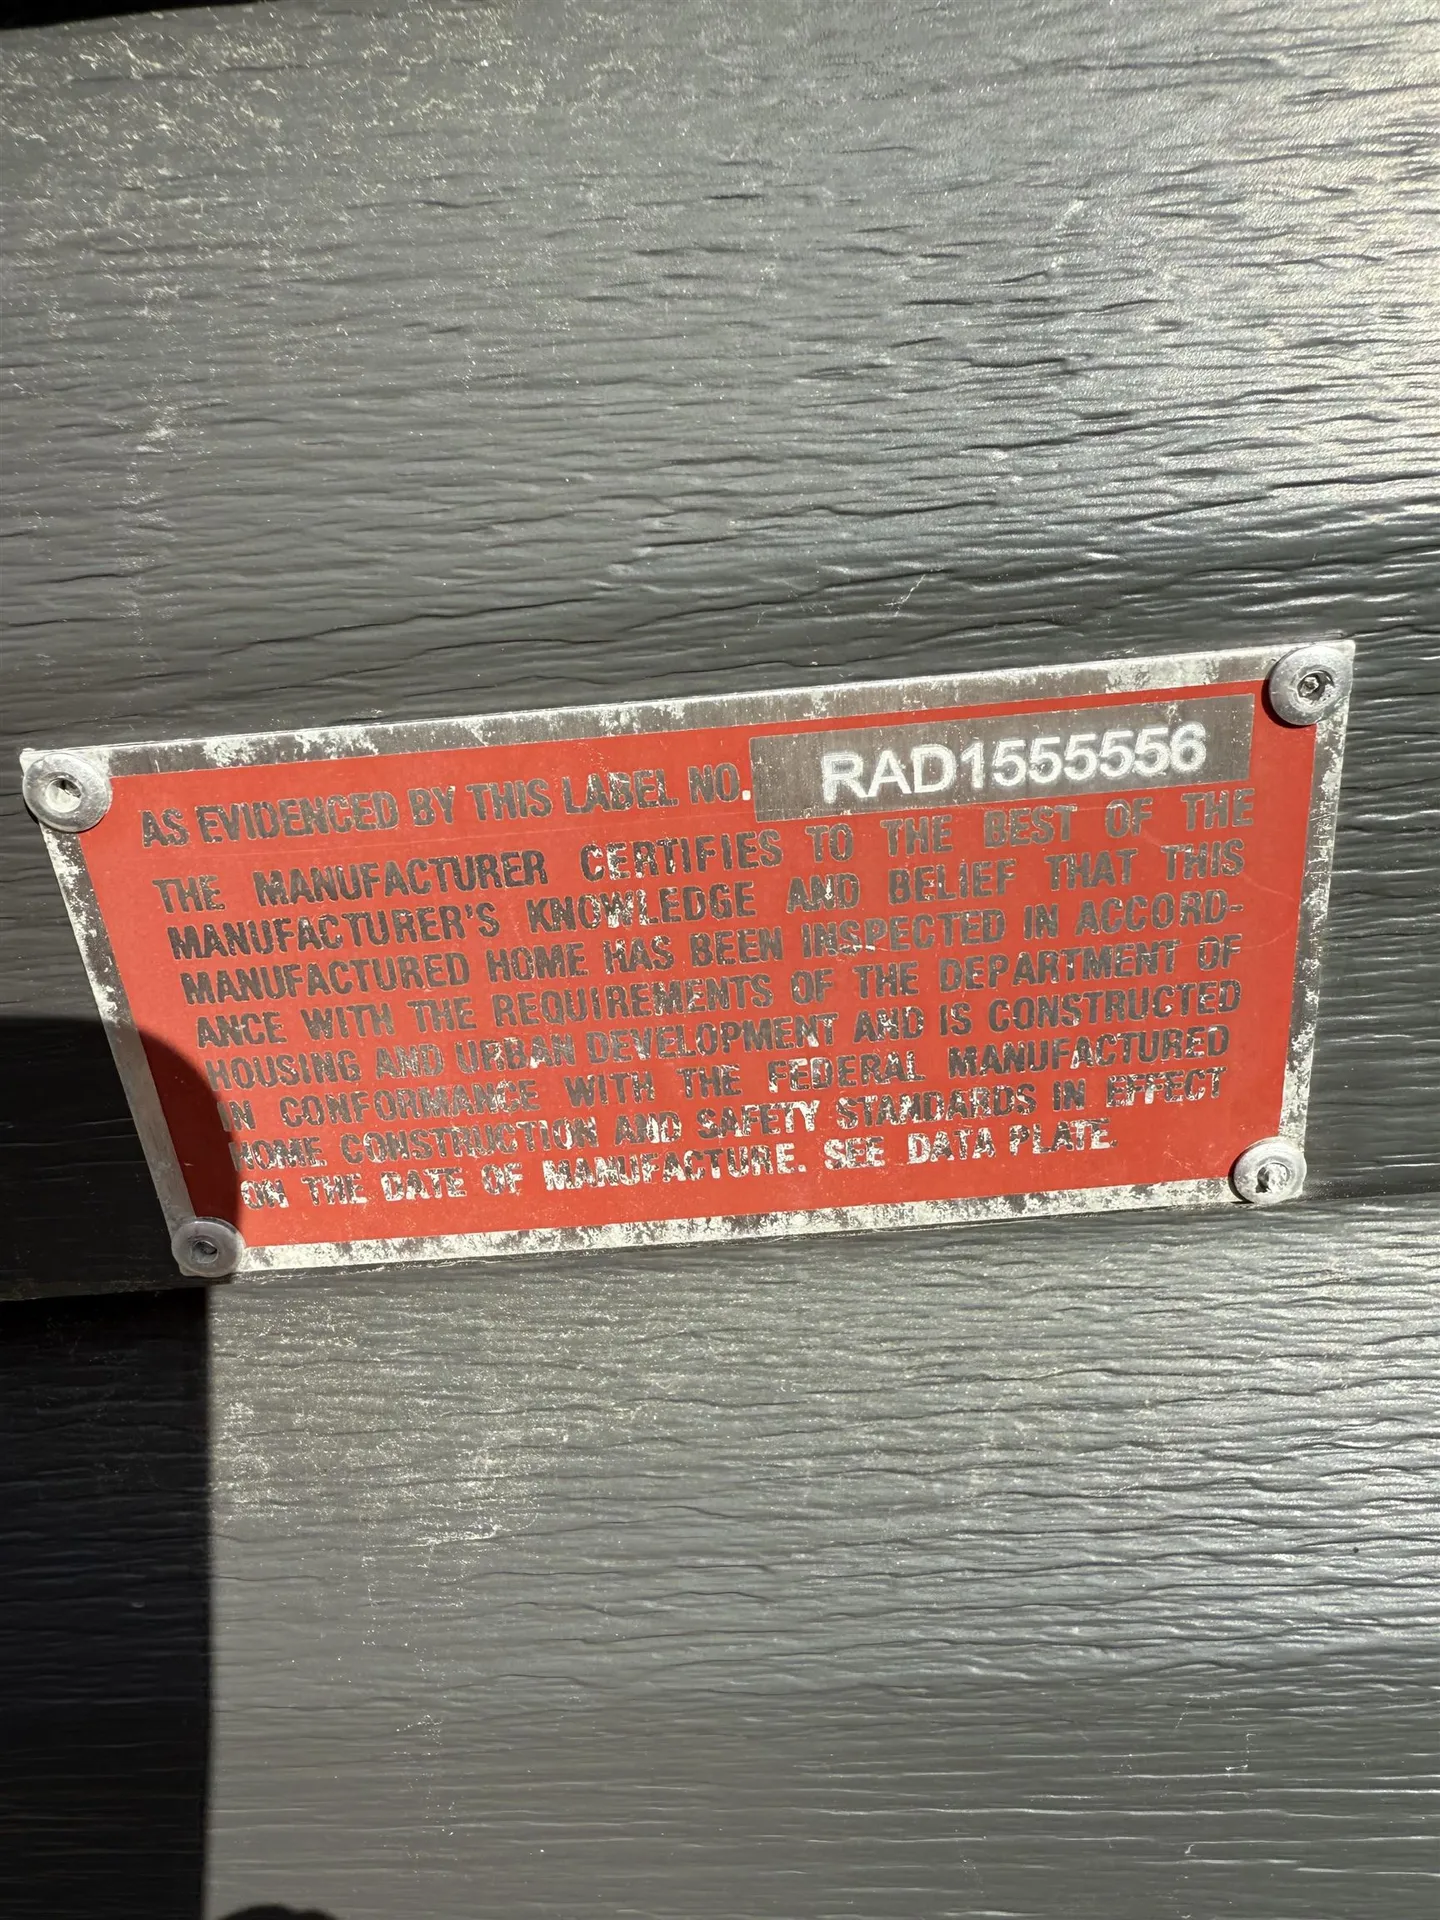 AS EVIDENCED BY THIS LABEL NO. RAD1555556
THE MANUFACTURER CERTIFIES TO THE BEST OF THE
MANUFACTURER'S KNOWLEDGE AND BELIEF THAT THIS
MANUFACTURED HOME HAS BEEN INSPECTED IN ACCORD-
ANCE WITH THE REQUIREMENTS OF THE DEPARTMENT OF
HOUSING AND URBAN DEVELOPMENT AND IS CONSTRUCTED
IN CONFORMANCE WITH THE FEDERAL MANUFACTURED
HOME CONSTRUCTION AND SAFETY STANDARDS IN EFFECT
ON THE DATE OF MANUFACTURE. SEE DATA PLATE.